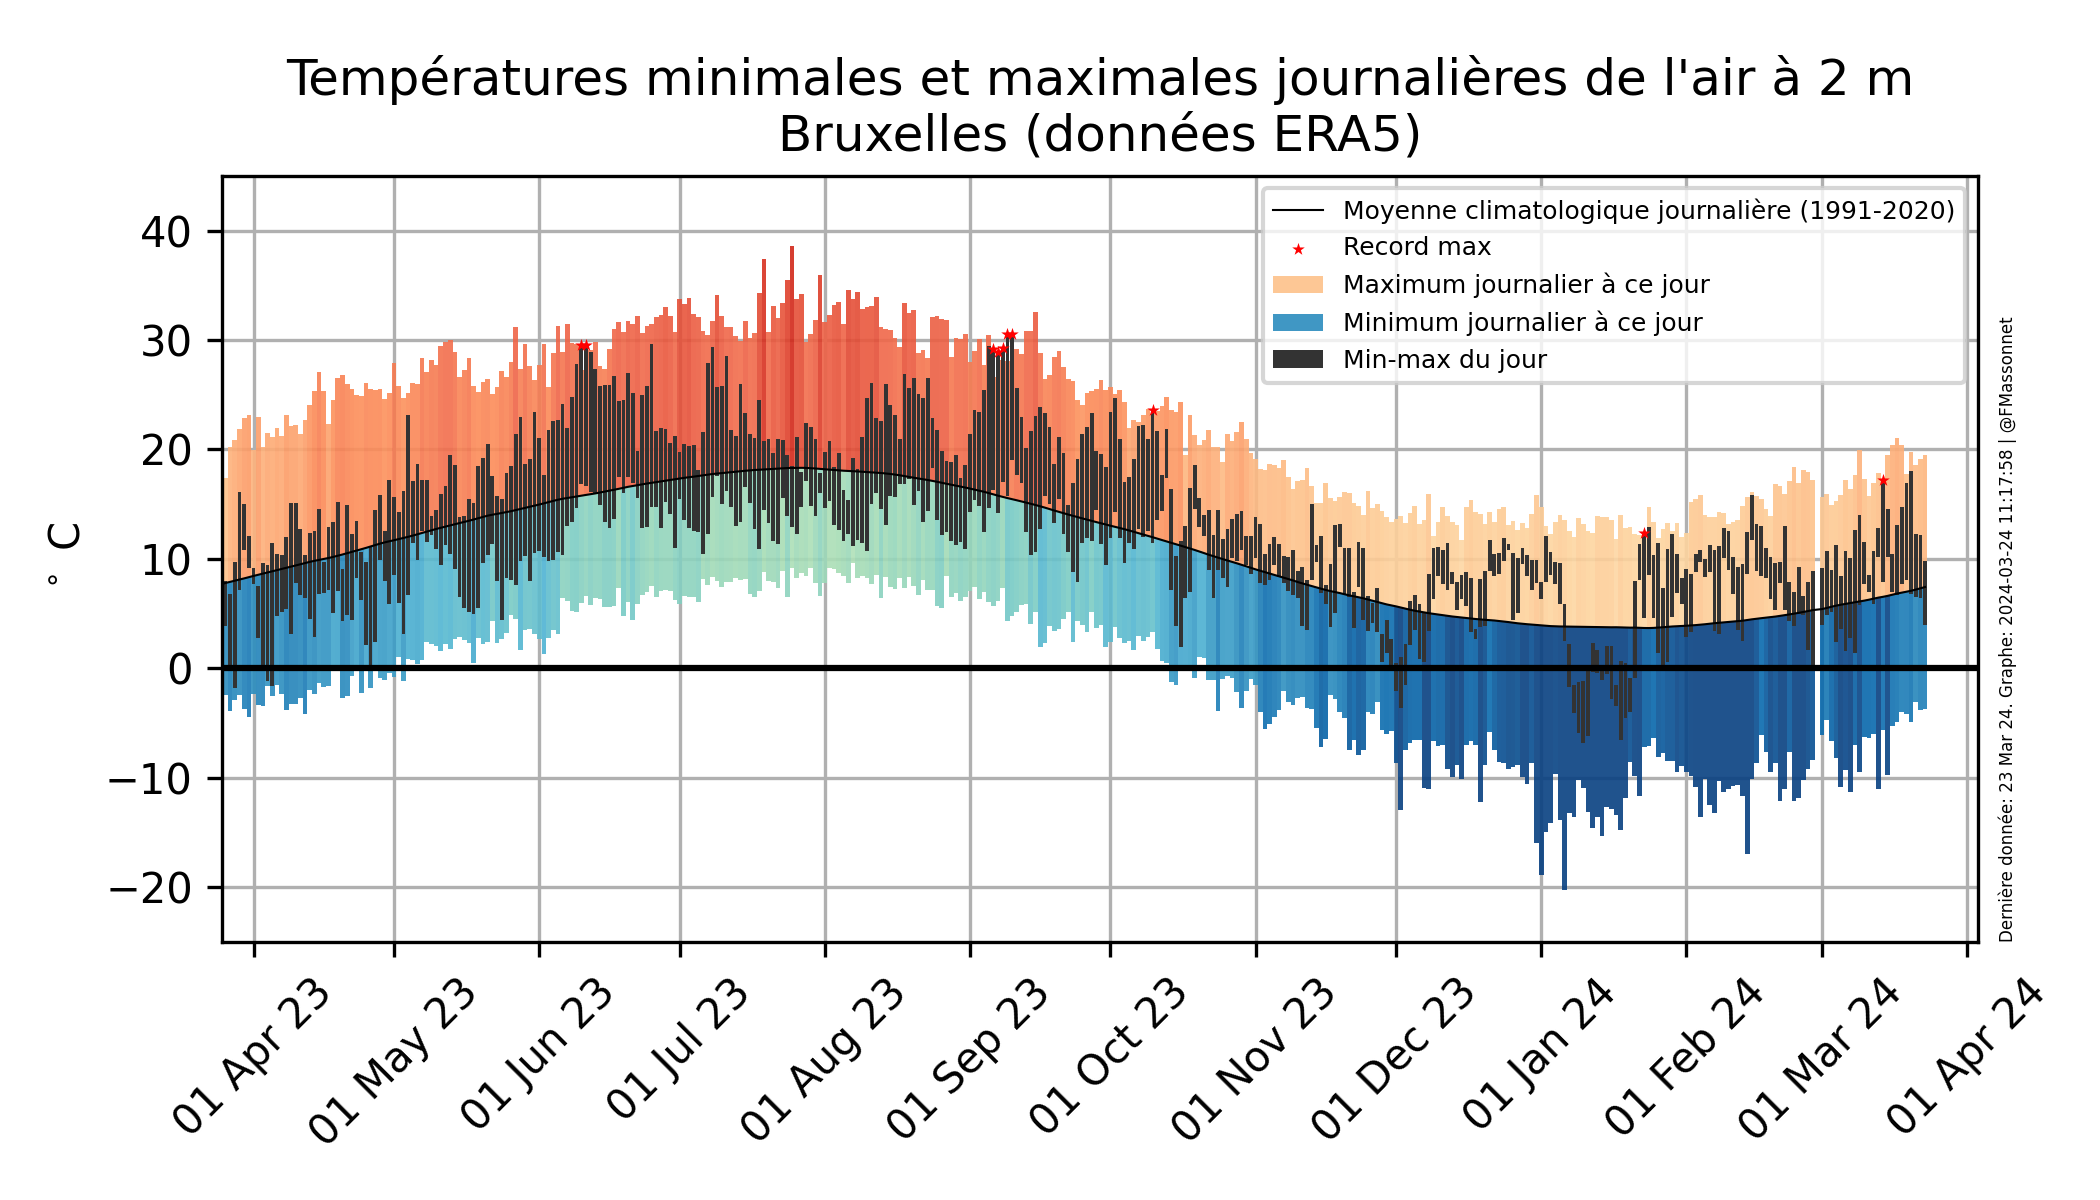 Températures minimales et maximales journalières de l'air à 2 m
Bruxelles (données ERA5)
Moyenne climatologique journalière (1991-2020)
Record max
Maximum journalier à ce jour
Minimum journalier à ce jour
Min-max du jour
40
30
20
10
0
−10
−20
° C
01 Apr 23
01 May 23
01 Jun 23
01 Jul 23
01 Aug 23
01 Sep 23
01 Oct 23
01 Nov 23
01 Dec 23
01 Jan 24
01 Feb 24
01 Mar 24
01 Apr 24
Dernière donnée: 23 Mar 24. Graphe: 2024-03-24 11:17:58 | @FMassonnet